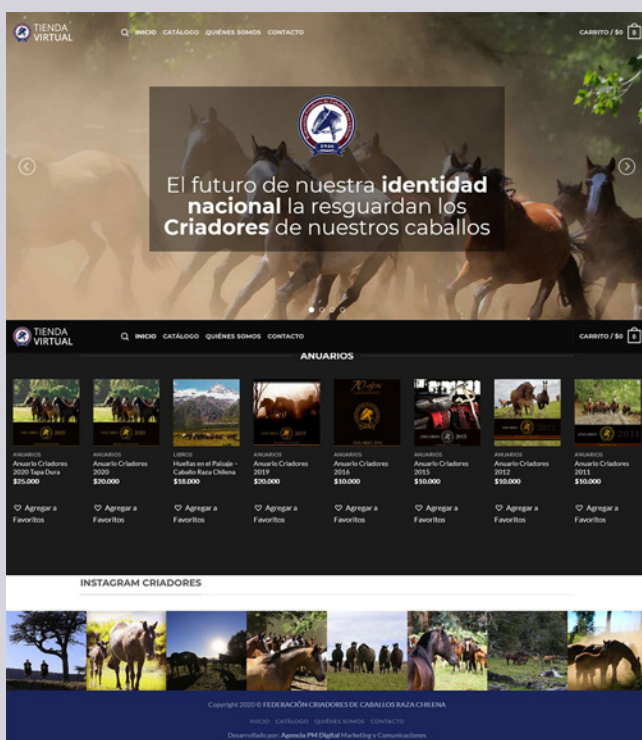 TIENDA
VIRTUAL
INICIO CATÁLOGO QUIÉNES SOMOS CONTACTO
CARRITO / $0 0
1946
El futuro de nuestra identidad
nacional la resguardan los
Criadores de nuestros caballos
TIENDA
VIRTUAL
INICIO CATÁLOGO QUIÉNES SOMOS CONTACTO
CARRITO / $0 0
ANUARIOS
ANUARIOS
Anuario Criadores
2020 Tapa Dura
$25.000
Agregar a
Favoritos
ANUARIOS
Anuario Criadores
2020
$20.000
Agregar a
Favoritos
LIBROS
Huellas en el Paisaje –
Caballo Raza Chilena
$18.000
Agregar a
Favoritos
ANUARIOS
Anuario Criadores
2019
$20.000
Agregar a
Favoritos
70 años
ANUARIOS
Anuario Criadores
2016
$10.000
Agregar a
Favoritos
ANUARIOS
Anuario Criadores
2015
$10.000
Agregar a
Favoritos
2012
ANUARIOS
Anuario Criadores
2012
$10.000
Agregar a
Favoritos
2011
ANUARIOS
Anuario Criadores
2011
$10.000
Agregar a
Favoritos
INSTAGRAM CRIADORES
Copyright 2020 © FEDERACIÓN CRIADORES DE CABALLOS RAZA CHILENA
INICIO CATÁLOGO QUIÉNES SOMOS CONTACTO
Desarrollado por: Agencia PM Digital Marketing y Comunicaciones